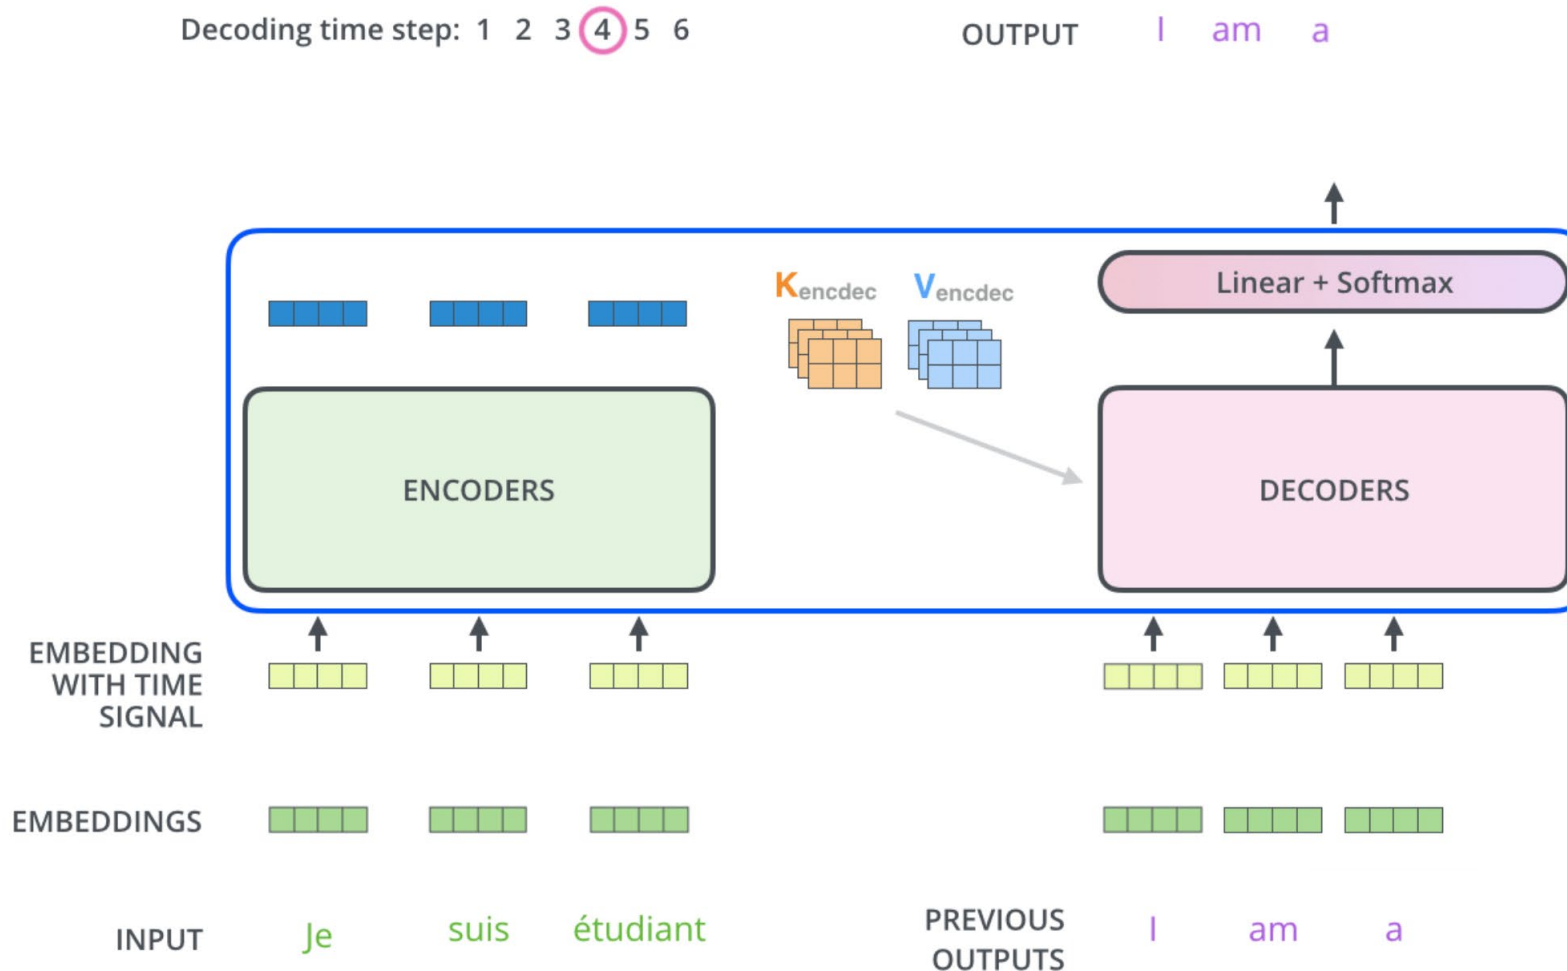 Decoding time step: 1 2 3 4 5 6
OUTPUT I am a
Kencdec Vencdec
Linear + Softmax
ENCODERS
DECODERS
EMBEDDING
WITH TIME
SIGNAL
EMBEDDINGS
INPUT Je suis étudiant
PREVIOUS
OUTPUTS
I am a